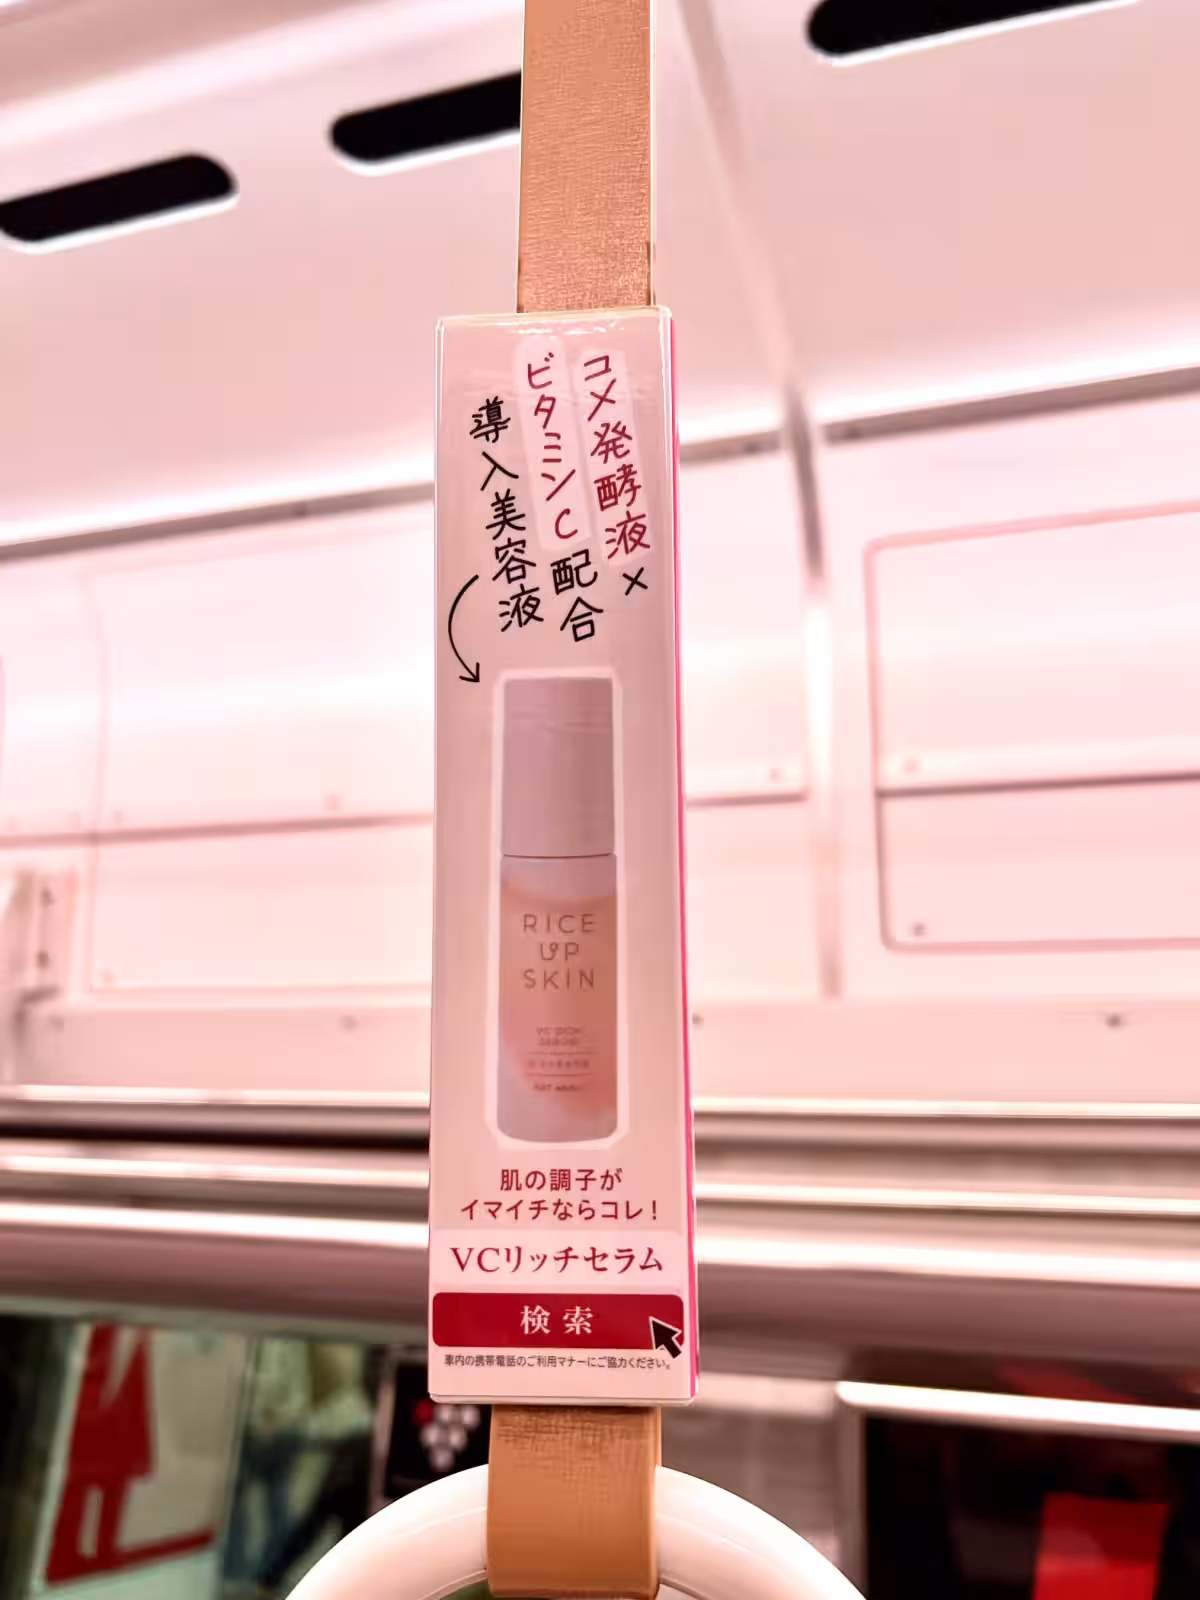 コメ発酵液×
ビタミンC配合
導入美容液
RICE
UP
SKIN
肌の調子が
イマイチならコレ！
VCリッチセラム
検索
車内の携帯電話のご利用マナーにご協力ください。